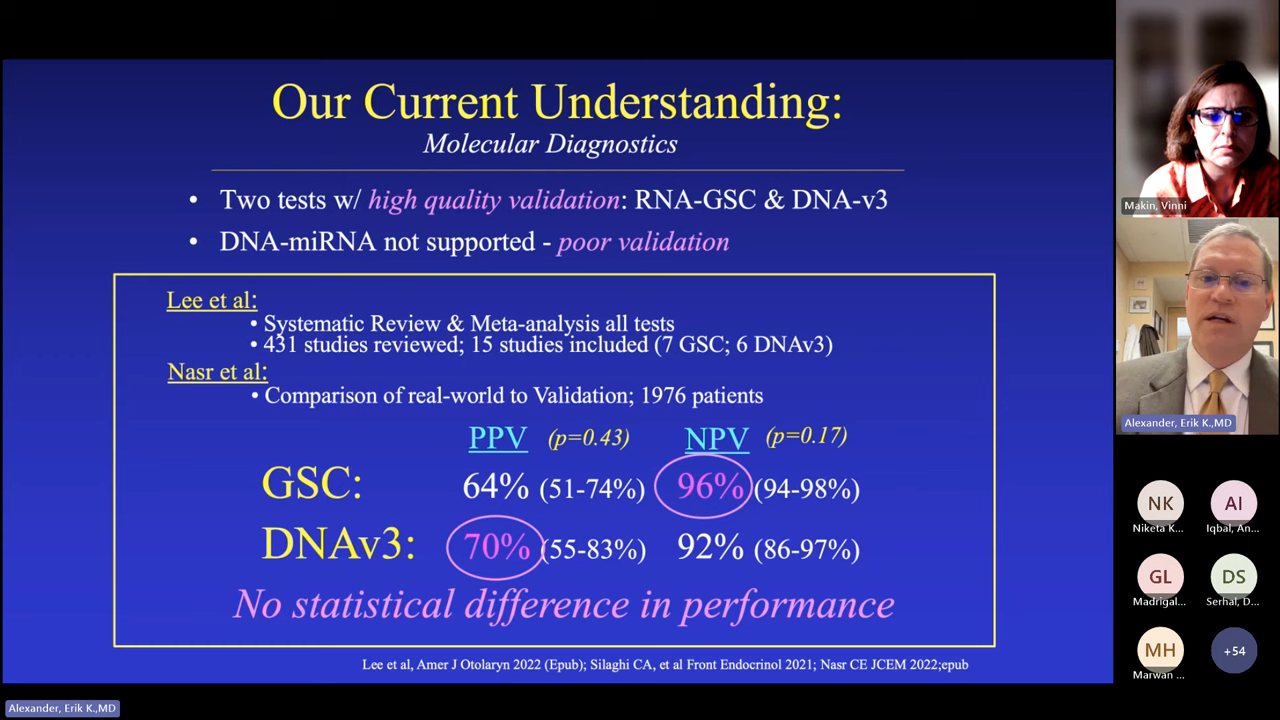 Our Current Understanding:
Molecular Diagnostics
• Two tests w/ high quality validation: RNA-GSC & DNA-v3
• DNA-miRNA not supported - poor validation
Lee et al:
• Systematic Review & Meta-analysis all tests
• 431 studies reviewed; 15 studies included (7 GSC; 6 DNAv3)
Nasr et al:
• Comparison of real-world to Validation; 1976 patients
PPV (p=0.43) NPV (p=0.17)
GSC: 64% (51-74%) 96% (94-98%)
DNAv3: 70% (55-83%) 92% (86-97%)
No statistical difference in performance
Lee et al, Amer J Otolaryn 2022 (Epub); Silaghi CA, et al Front Endocrinol 2021; Nasr CE JCEM 2022;epub
Alexander, Erik K.,MD
Makin, Vinni
Alexander, Erik K.,MD
NK AI
Niketa K... Iqbal, An...
GL DS
Madrigal... Serhal, D...
MH +54
Marwan ...